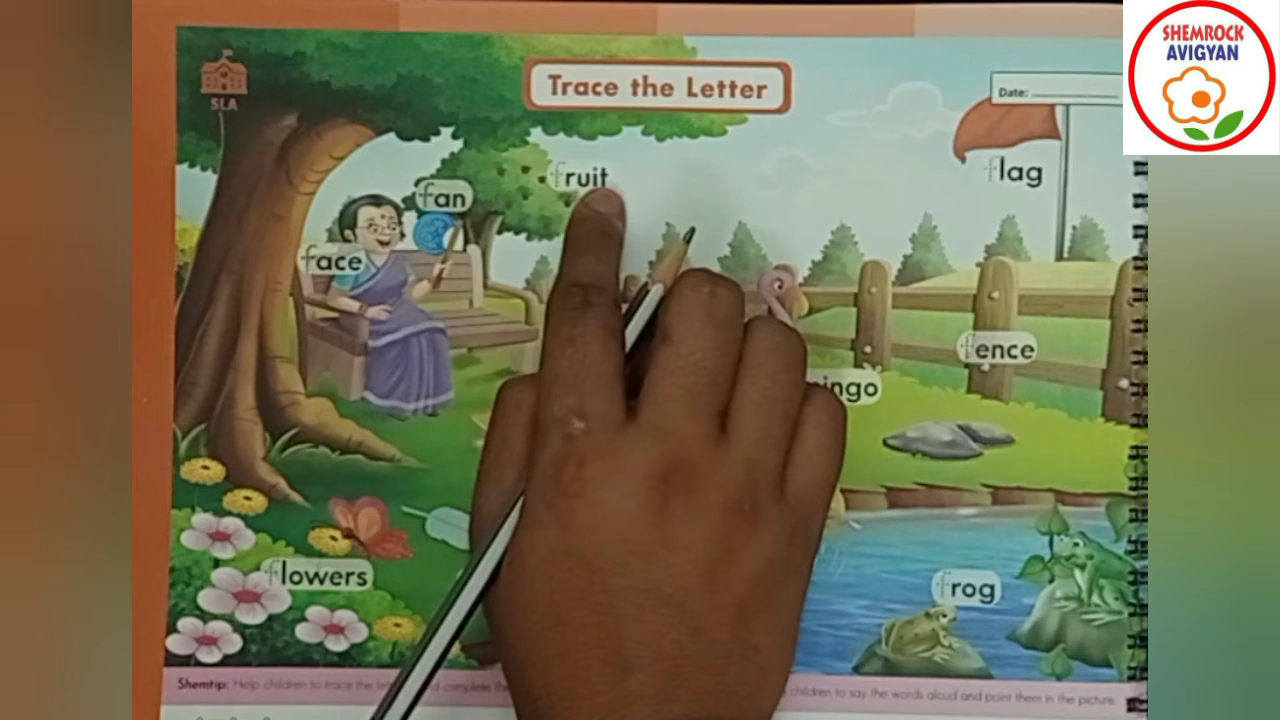 SHEMROCK
AVIGYAN
SLA
Trace the Letter
Date:
fruit
flag
fan
face
fence
ingo
flowers
frog
Shemtip: Help children to trace the complete the children to say the words aloud and point them in the picture.